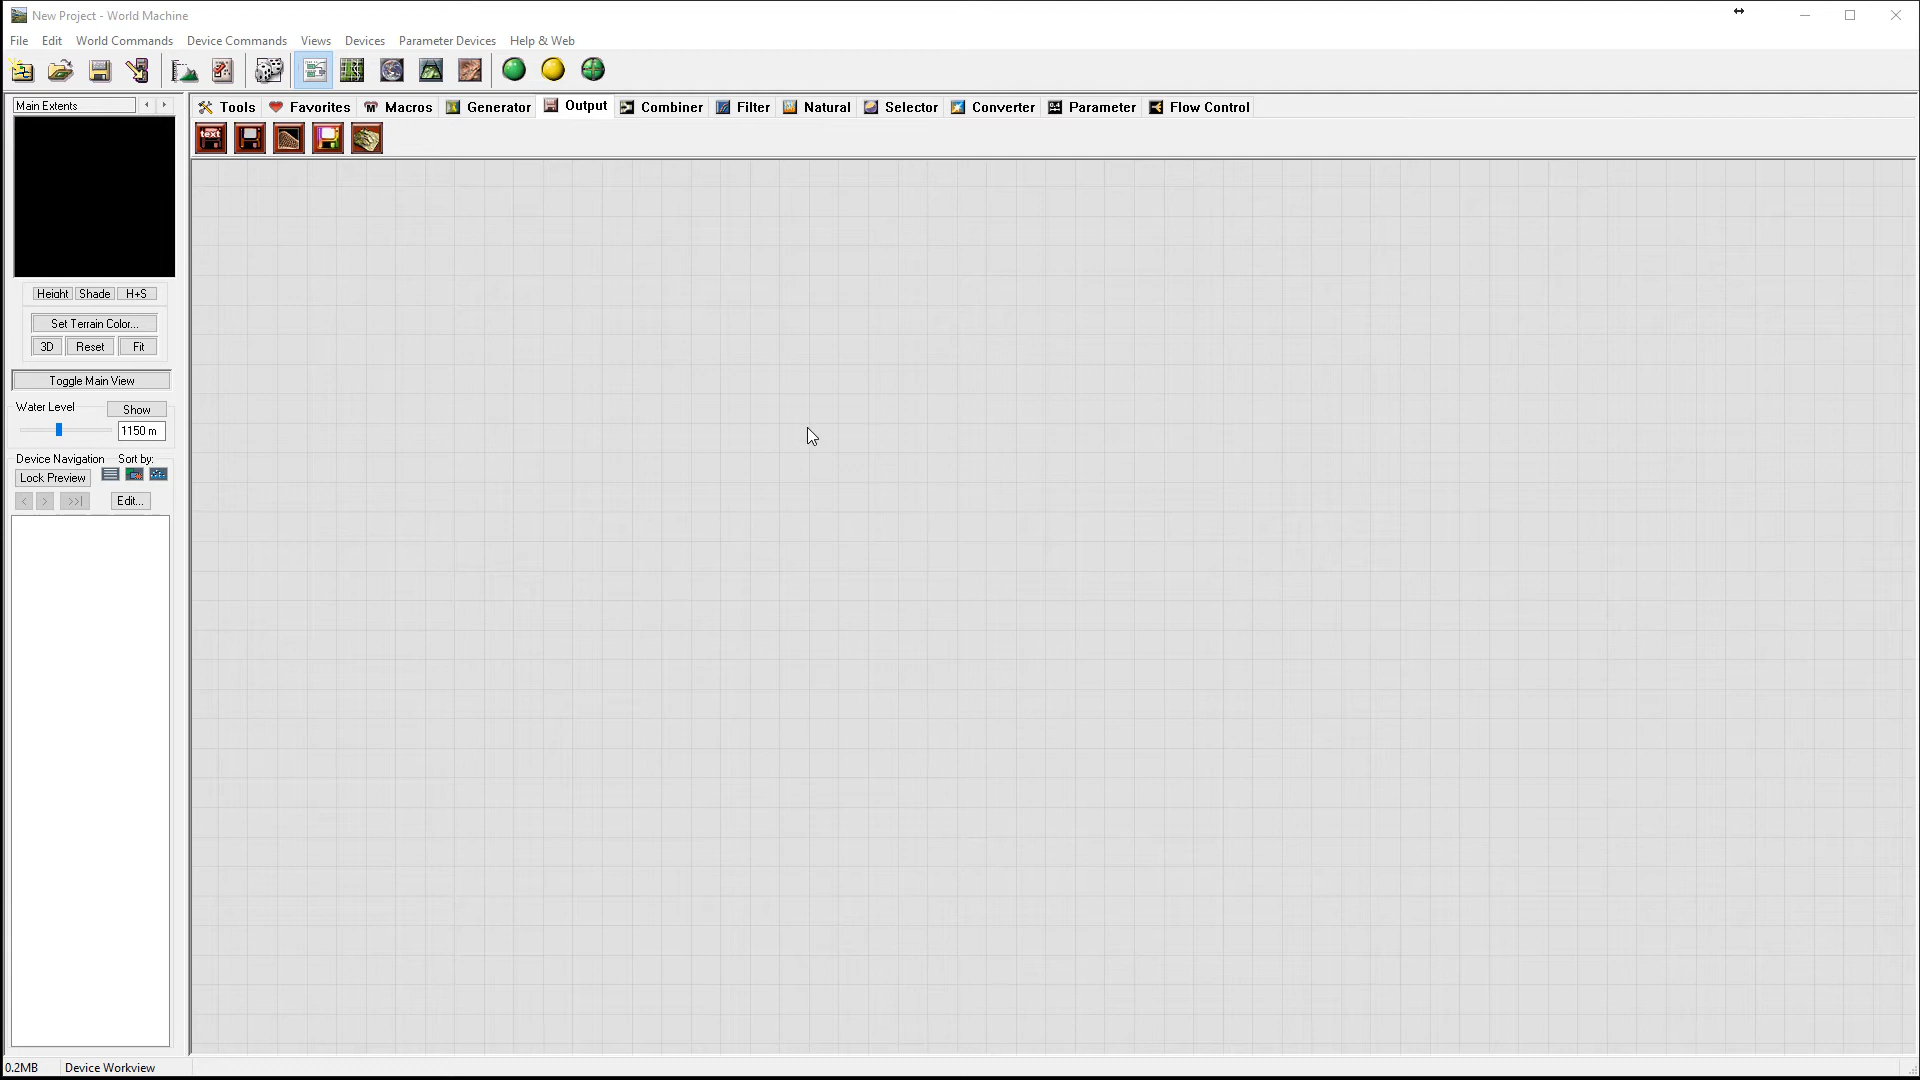 New Project - World Machine
File Edit World Commands Device Commands Views Devices Parameter Devices Help & Web
Main Extents
Tools Favorites Macros Generator Output Combiner Filter Natural Selector Converter Parameter Flow Control
text
Height Shade H+S
Set Terrain Color...
3D Reset Fit
Toggle Main View
Water Level Show
1150 m
Device Navigation Sort by:
Lock Preview
< > >>| Edit...
0.2MB Device Workview